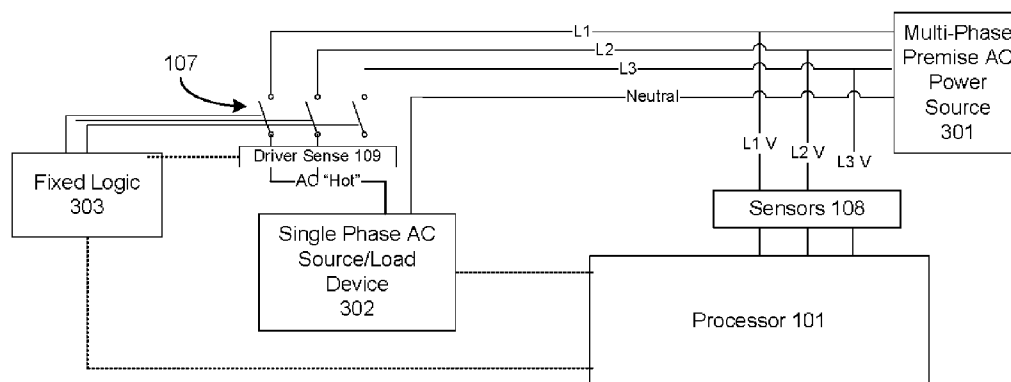 L1
L2
L3
Neutral
Multi-Phase
Premise AC
Power
Source
301
107
L1 V
L2 V
L3 V
Driver Sense 109
AC "Hot"
Fixed Logic
303
Sensors 108
Single Phase AC
Source/Load
Device
302
Processor 101